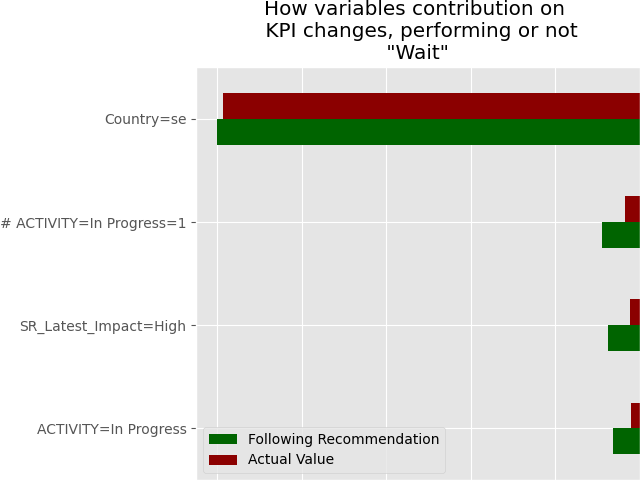 How variables contribution on
KPI changes, performing or not
"Wait"
Country=se
# ACTIVITY=In Progress=1
SR_Latest_Impact=High
ACTIVITY=In Progress
Following Recommendation
Actual Value